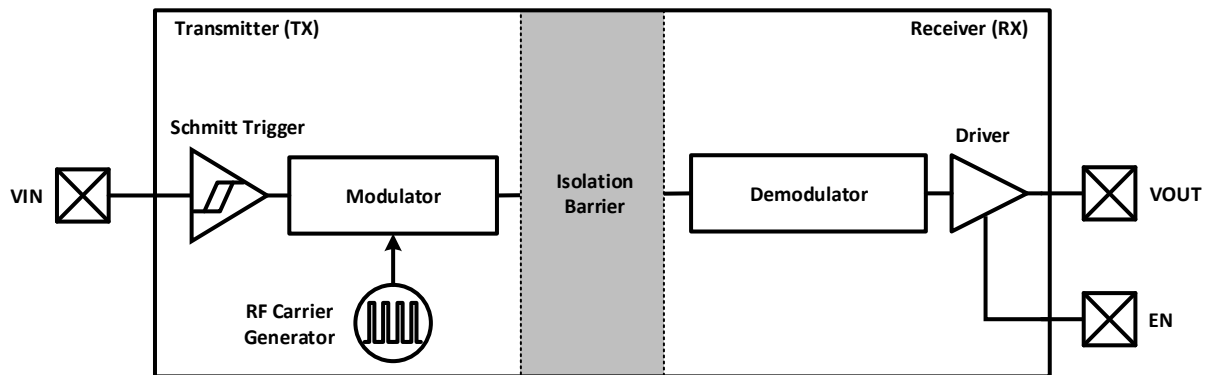 Transmitter (TX)
Receiver (RX)
Schmitt Trigger
Driver
VIN
Modulator
Isolation
Barrier
Demodulator
VOUT
RF Carrier
Generator
EN